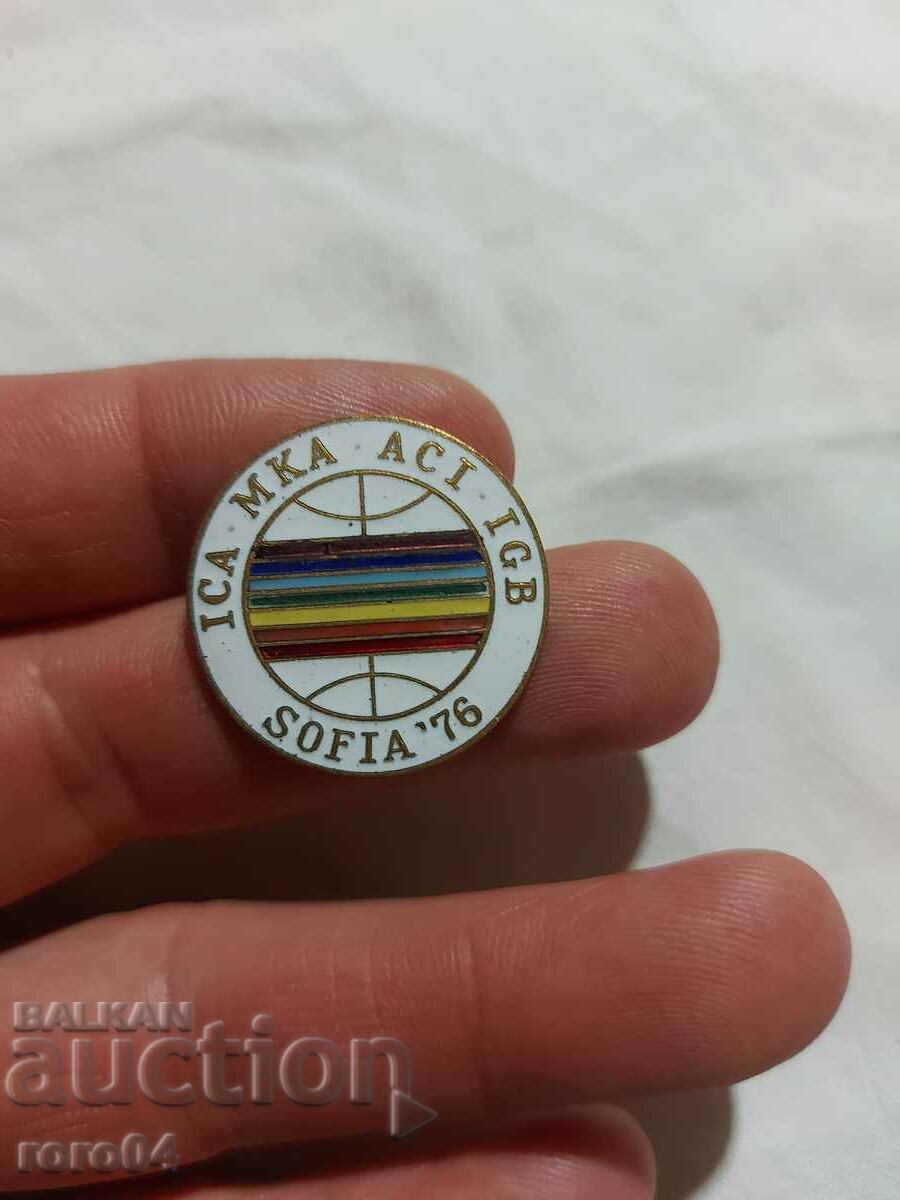 ICA · MKA · ACI · IGB
SOFIA '76
BALKAN
auction
roro04